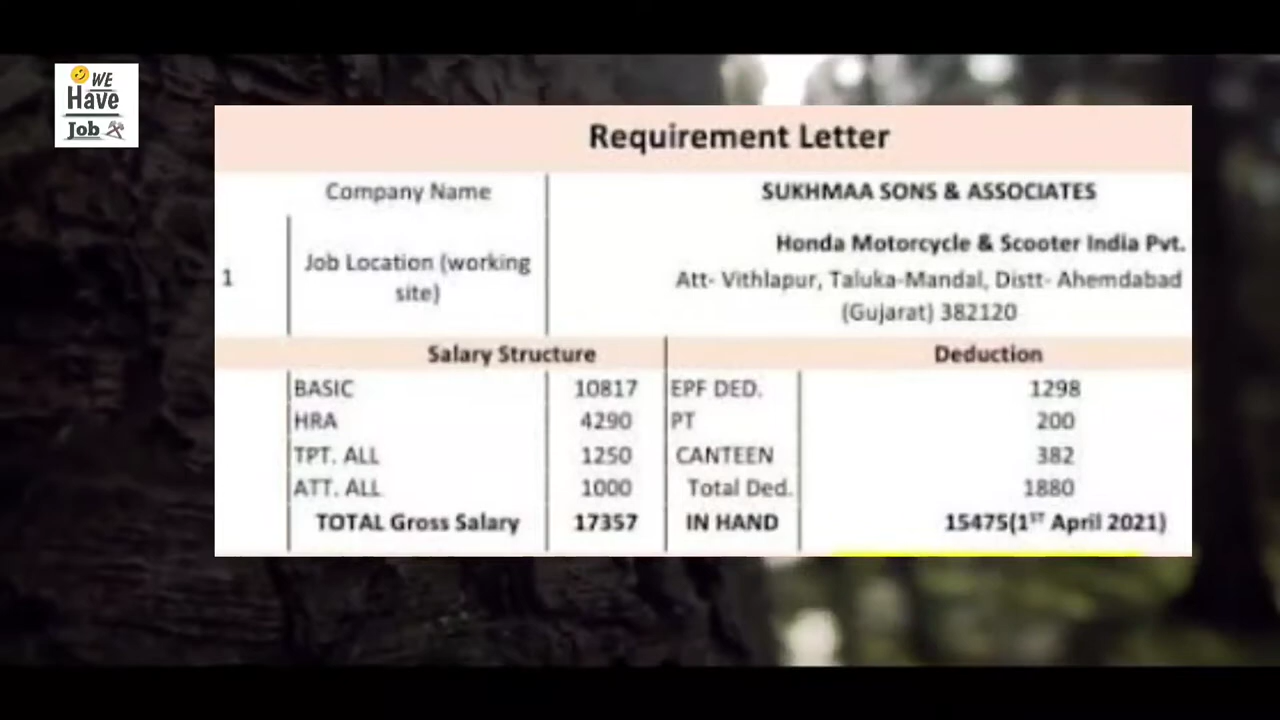 WE
Have
Job
Requirement Letter
Company Name
SUKHMAA SONS & ASSOCIATES
1
Job Location (working
site)
Honda Motorcycle & Scooter India Pvt.
Att- Vithlapur, Taluka-Mandal, Distt- Ahemdabad
(Gujarat) 382120
Salary Structure
Deduction
BASIC 10817 EPF DED. 1298
HRA 4290 PT 200
TPT. ALL 1250 CANTEEN 382
ATT. ALL 1000 Total Ded. 1880
TOTAL Gross Salary 17357 IN HAND 15475(1ST April 2021)